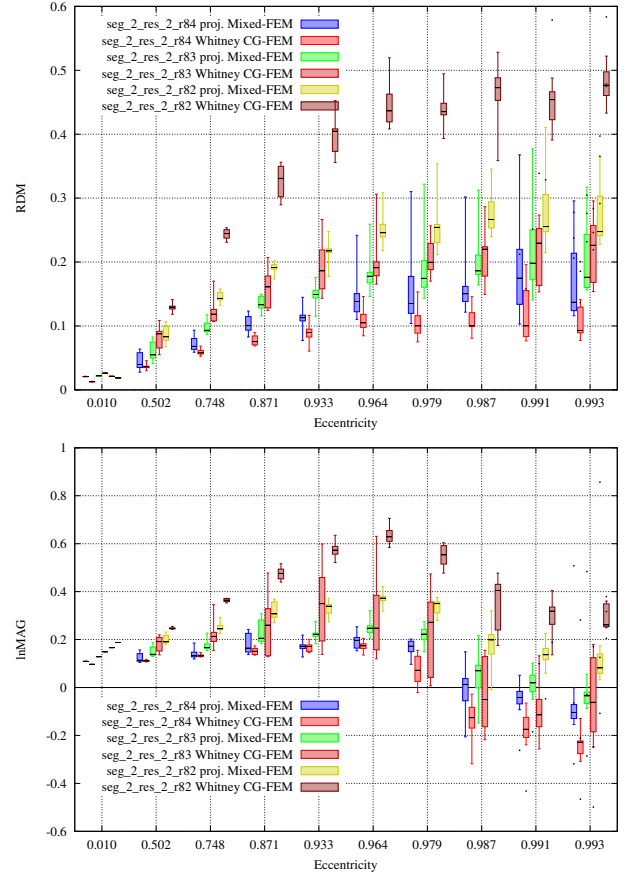 0.6
0.5
0.4
0.3
0.2
0.1
0
RDM
seg_2_res_2_r84 proj. Mixed-FEM
seg_2_res_2_r84 Whitney CG-FEM
seg_2_res_2_r83 proj. Mixed-FEM
seg_2_res_2_r83 Whitney CG-FEM
seg_2_res_2_r82 proj. Mixed-FEM
seg_2_res_2_r82 Whitney CG-FEM
0.010 0.502 0.748 0.871 0.933 0.964 0.979 0.987 0.991 0.993
Eccentricity
1
0.8
0.6
0.4
0.2
0
-0.2
-0.4
-0.6
lnMAG
seg_2_res_2_r84 proj. Mixed-FEM
seg_2_res_2_r84 Whitney CG-FEM
seg_2_res_2_r83 proj. Mixed-FEM
seg_2_res_2_r83 Whitney CG-FEM
seg_2_res_2_r82 proj. Mixed-FEM
seg_2_res_2_r82 Whitney CG-FEM
0.010 0.502 0.748 0.871 0.933 0.964 0.979 0.987 0.991 0.993
Eccentricity